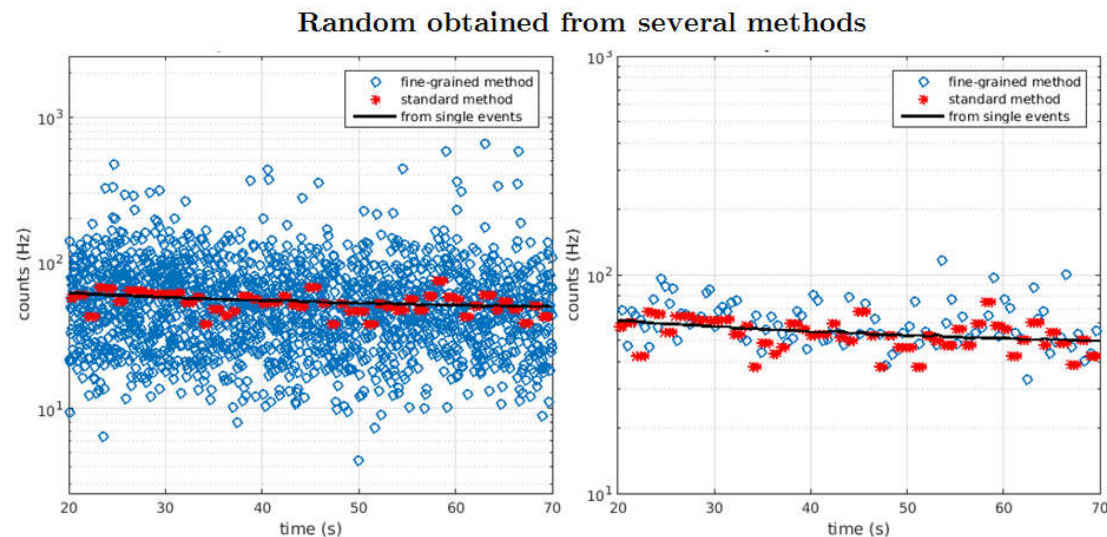 Random obtained from several methods
fine-grained method
standard method
from single events
counts (Hz)
10³
10²
10¹
20 30 40 50 60 70
time (s)
fine-grained method
standard method
from single events
counts (Hz)
10³
10²
10¹
20 30 40 50 60 70
time (s)